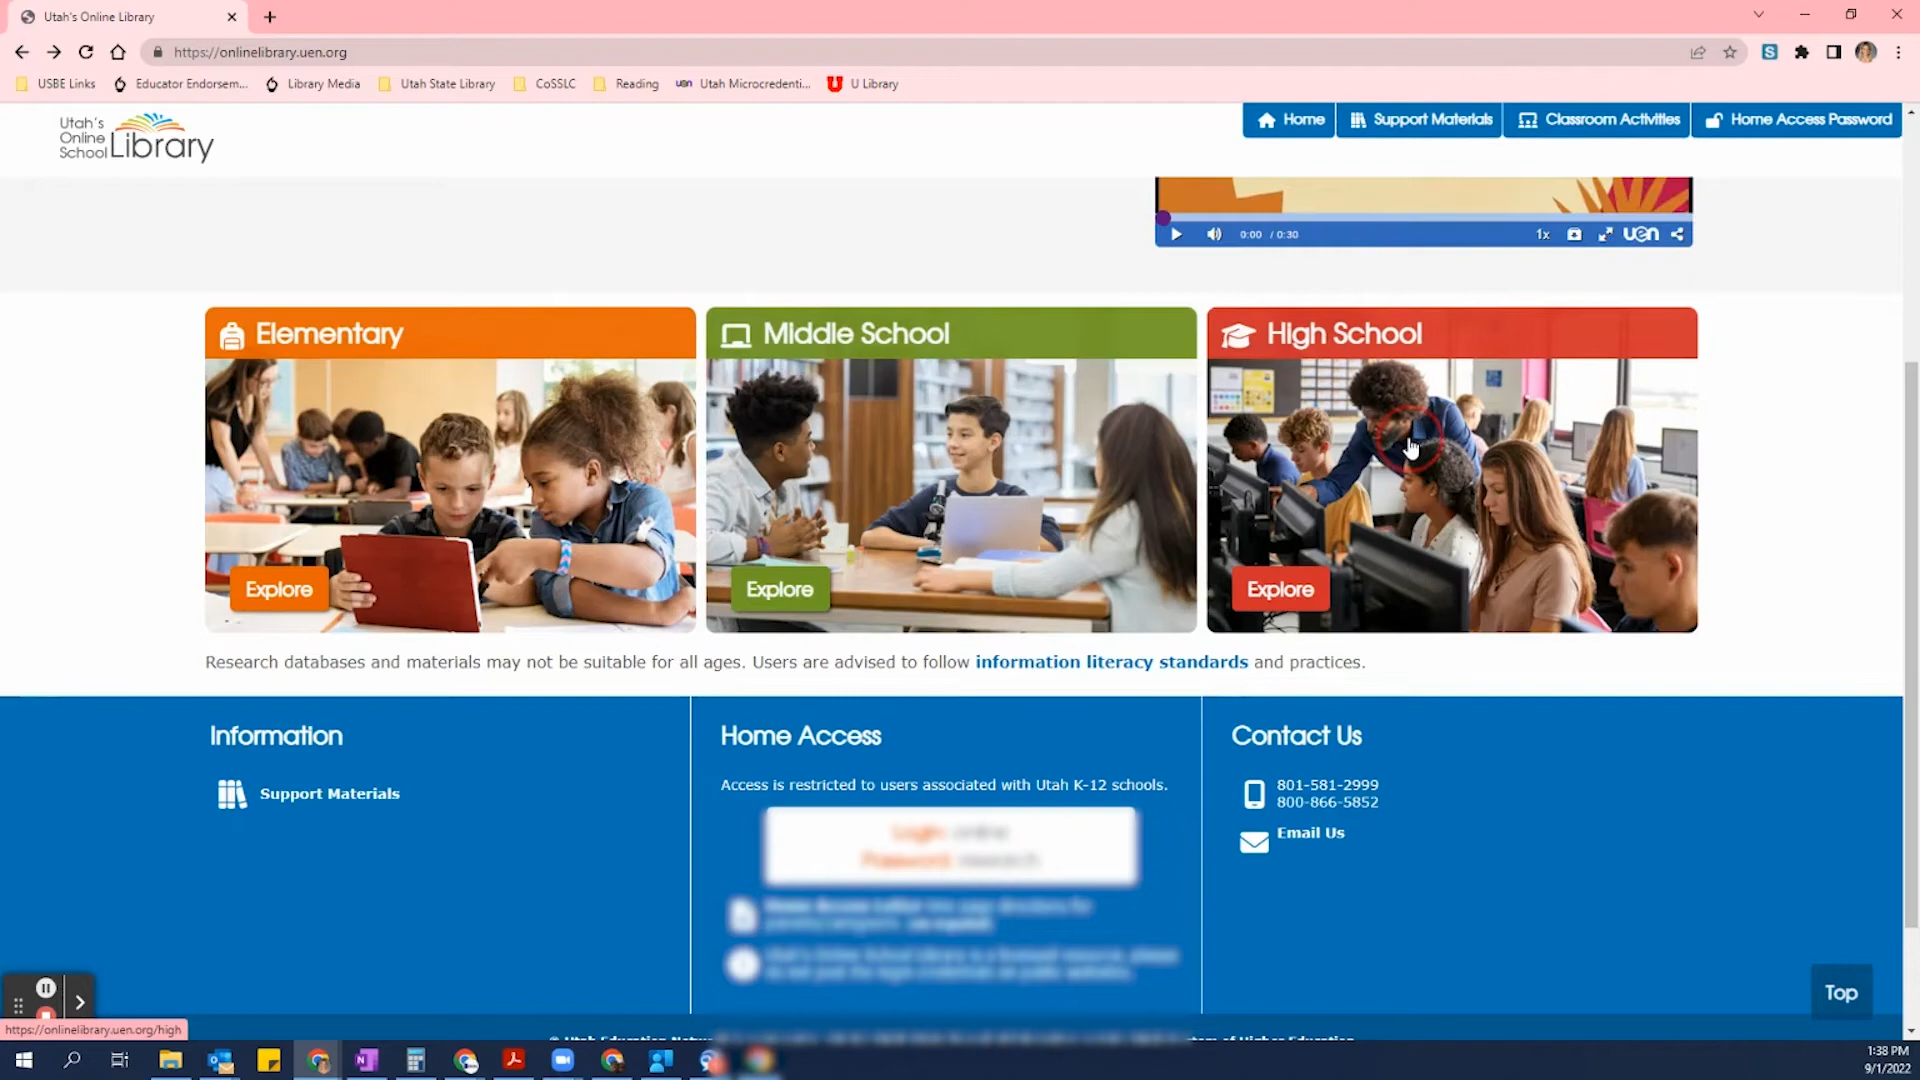 Utah's Online Library
https://onlinelibrary.uen.org
USBE Links
Educator Endorsem...
Library Media
Utah State Library
CoSSLC
Reading
uen Utah Microcredenti...
U Library
Utah's
Online
School Library
Home
Support Materials
Classroom Activities
Home Access Password
0:00 / 0:30
1x
uen
Elementary
Middle School
High School
Explore
Explore
Explore
Research databases and materials may not be suitable for all ages. Users are advised to follow information literacy standards and practices.
Information
Support Materials
Home Access
Access is restricted to users associated with Utah K-12 schools.
Contact Us
801-581-2999
800-866-5852
Email Us
Top
https://onlinelibrary.uen.org/high
1:38 PM
9/1/2022